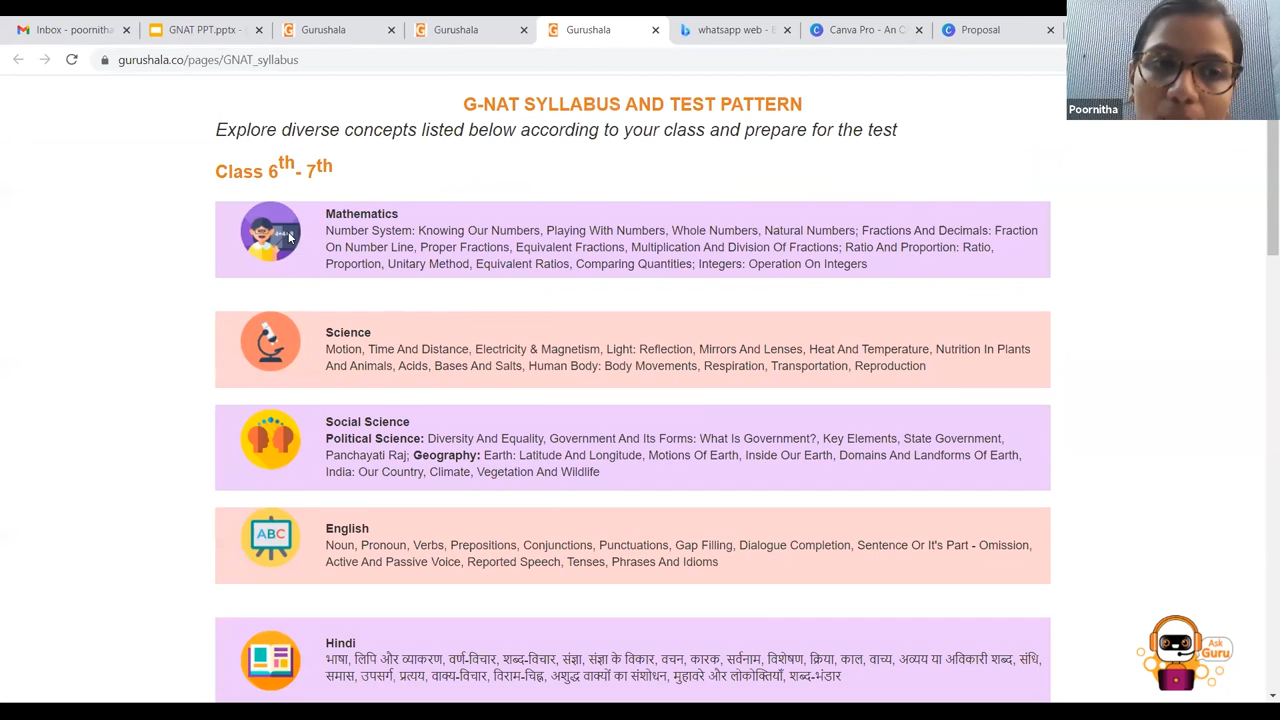 Inbox - poornitha
GNAT PPT.pptx - G
Gurushala
Gurushala
Gurushala
whatsapp web - B
Canva Pro - An C
Proposal
gurushala.co/pages/GNAT_syllabus
Poornitha
G-NAT SYLLABUS AND TEST PATTERN
Explore diverse concepts listed below according to your class and prepare for the test
Class 6th- 7th
Mathematics
Number System: Knowing Our Numbers, Playing With Numbers, Whole Numbers, Natural Numbers; Fractions And Decimals: Fraction
On Number Line, Proper Fractions, Equivalent Fractions, Multiplication And Division Of Fractions; Ratio And Proportion: Ratio,
Proportion, Unitary Method, Equivalent Ratios, Comparing Quantities; Integers: Operation On Integers
Science
Motion, Time And Distance, Electricity & Magnetism, Light: Reflection, Mirrors And Lenses, Heat And Temperature, Nutrition In Plants
And Animals, Acids, Bases And Salts, Human Body: Body Movements, Respiration, Transportation, Reproduction
Social Science
Political Science: Diversity And Equality, Government And Its Forms: What Is Government?, Key Elements, State Government,
Panchayati Raj; Geography: Earth: Latitude And Longitude, Motions Of Earth, Inside Our Earth, Domains And Landforms Of Earth,
India: Our Country, Climate, Vegetation And Wildlife
ABC
English
Noun, Pronoun, Verbs, Prepositions, Conjunctions, Punctuations, Gap Filling, Dialogue Completion, Sentence Or It's Part - Omission,
Active And Passive Voice, Reported Speech, Tenses, Phrases And Idioms
Hindi
भाषा, लिपि और व्याकरण, वर्ण-विचार, शब्द-विचार, संज्ञा, संज्ञा के विकार, वचन, कारक, सर्वनाम, विशेषण, क्रिया, काल, वाच्य, अव्यय या अविकारी शब्द, संधि,
समास, उपसर्ग, प्रत्यय, वाक्य-विचार, विराम-चिह्न, अशुद्ध वाक्यों का संशोधन, मुहावरे और लोकोक्तियाँ, शब्द-भंडार
Ask
Guru